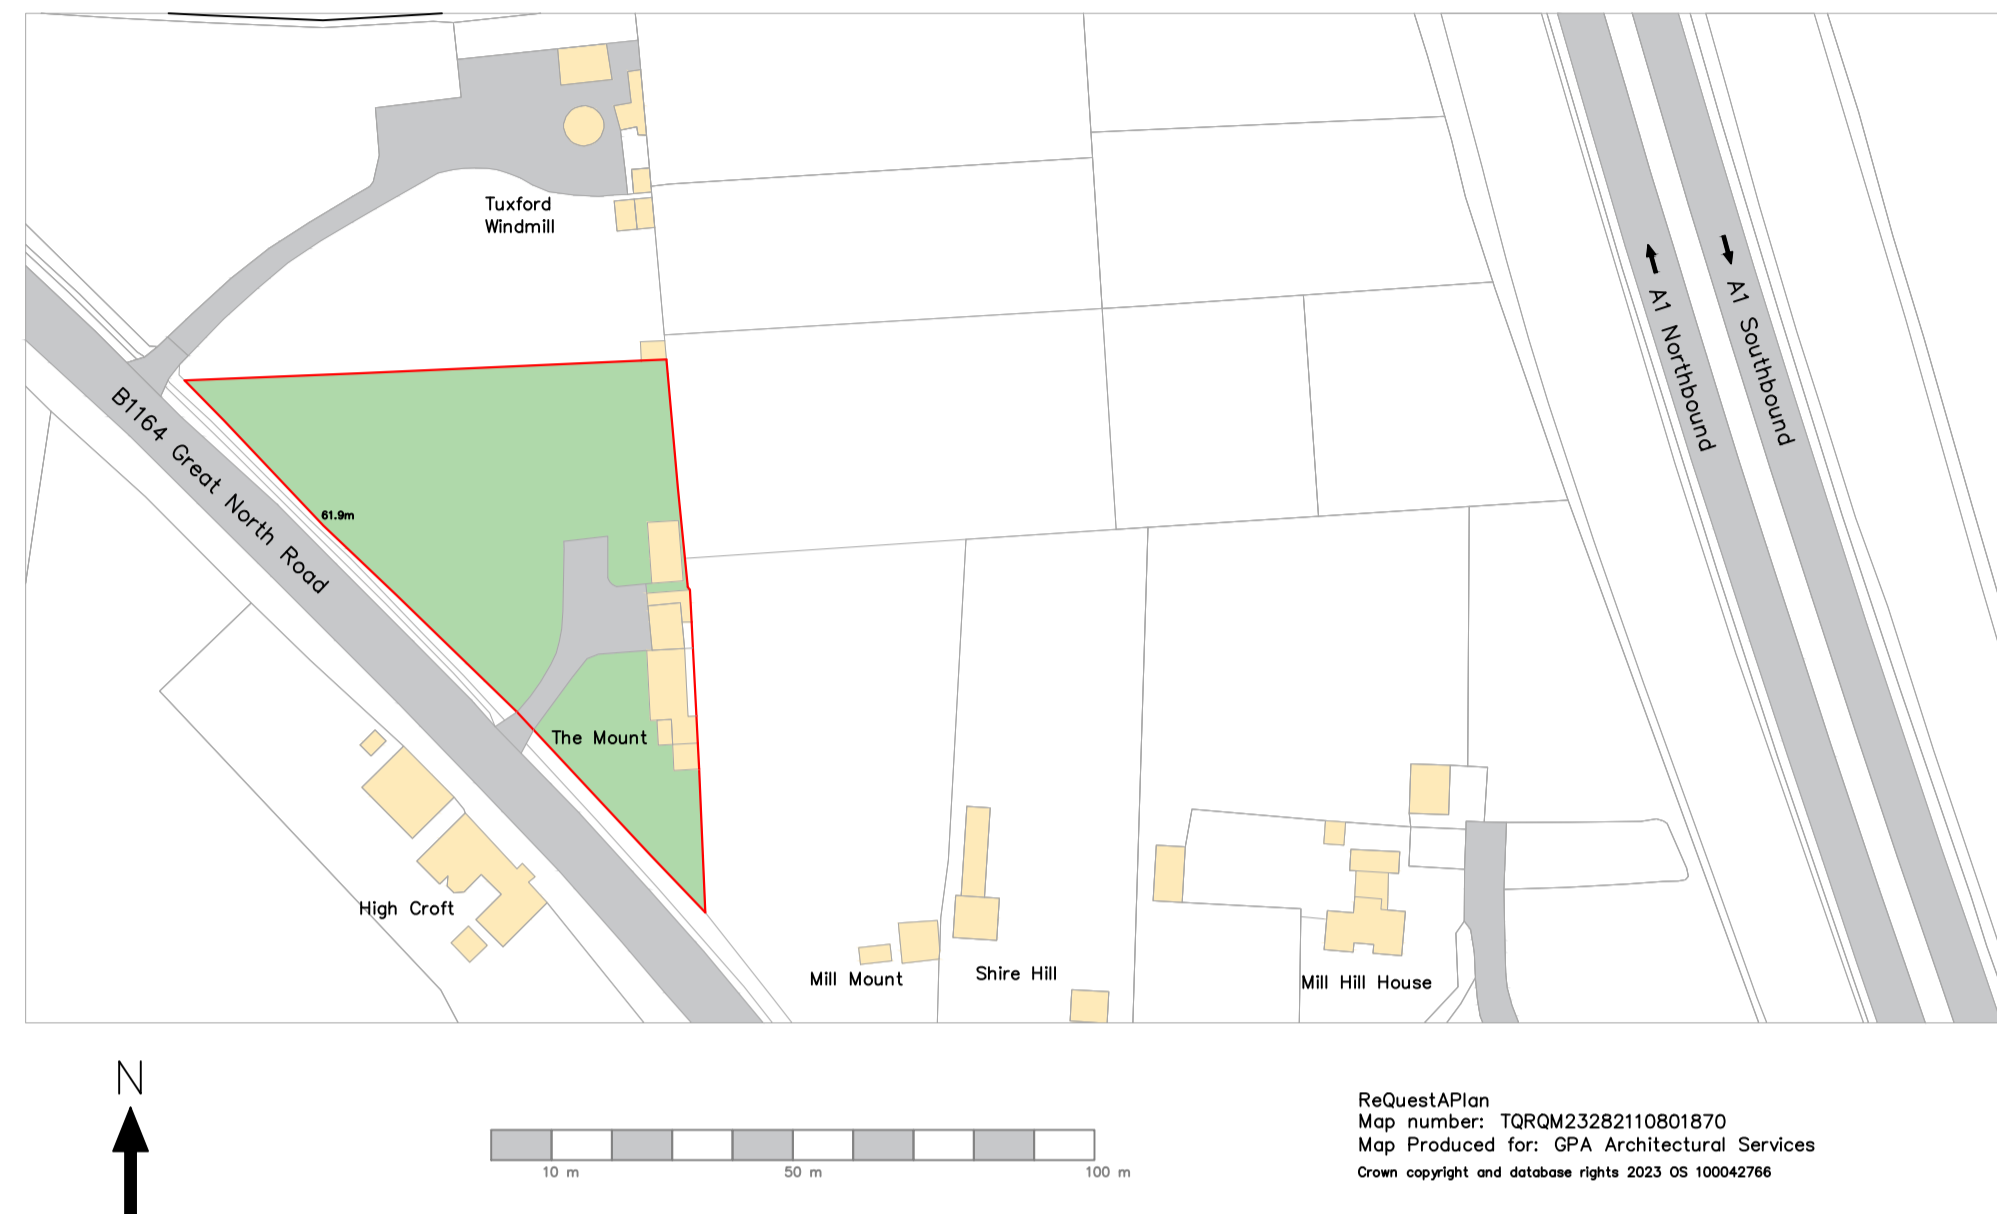 Tuxford
Windmill
A1 Northbound
A1 Southbound
B1164 Great North Road
61.9m
The Mount
High Croft
Mill Mount
Shire Hill
Mill Hill House
N
10 m
50 m
100 m
ReQuestAPlan
Map number: TQRQM23282110801870
Map Produced for: GPA Architectural Services
Crown copyright and database rights 2023 OS 100042766